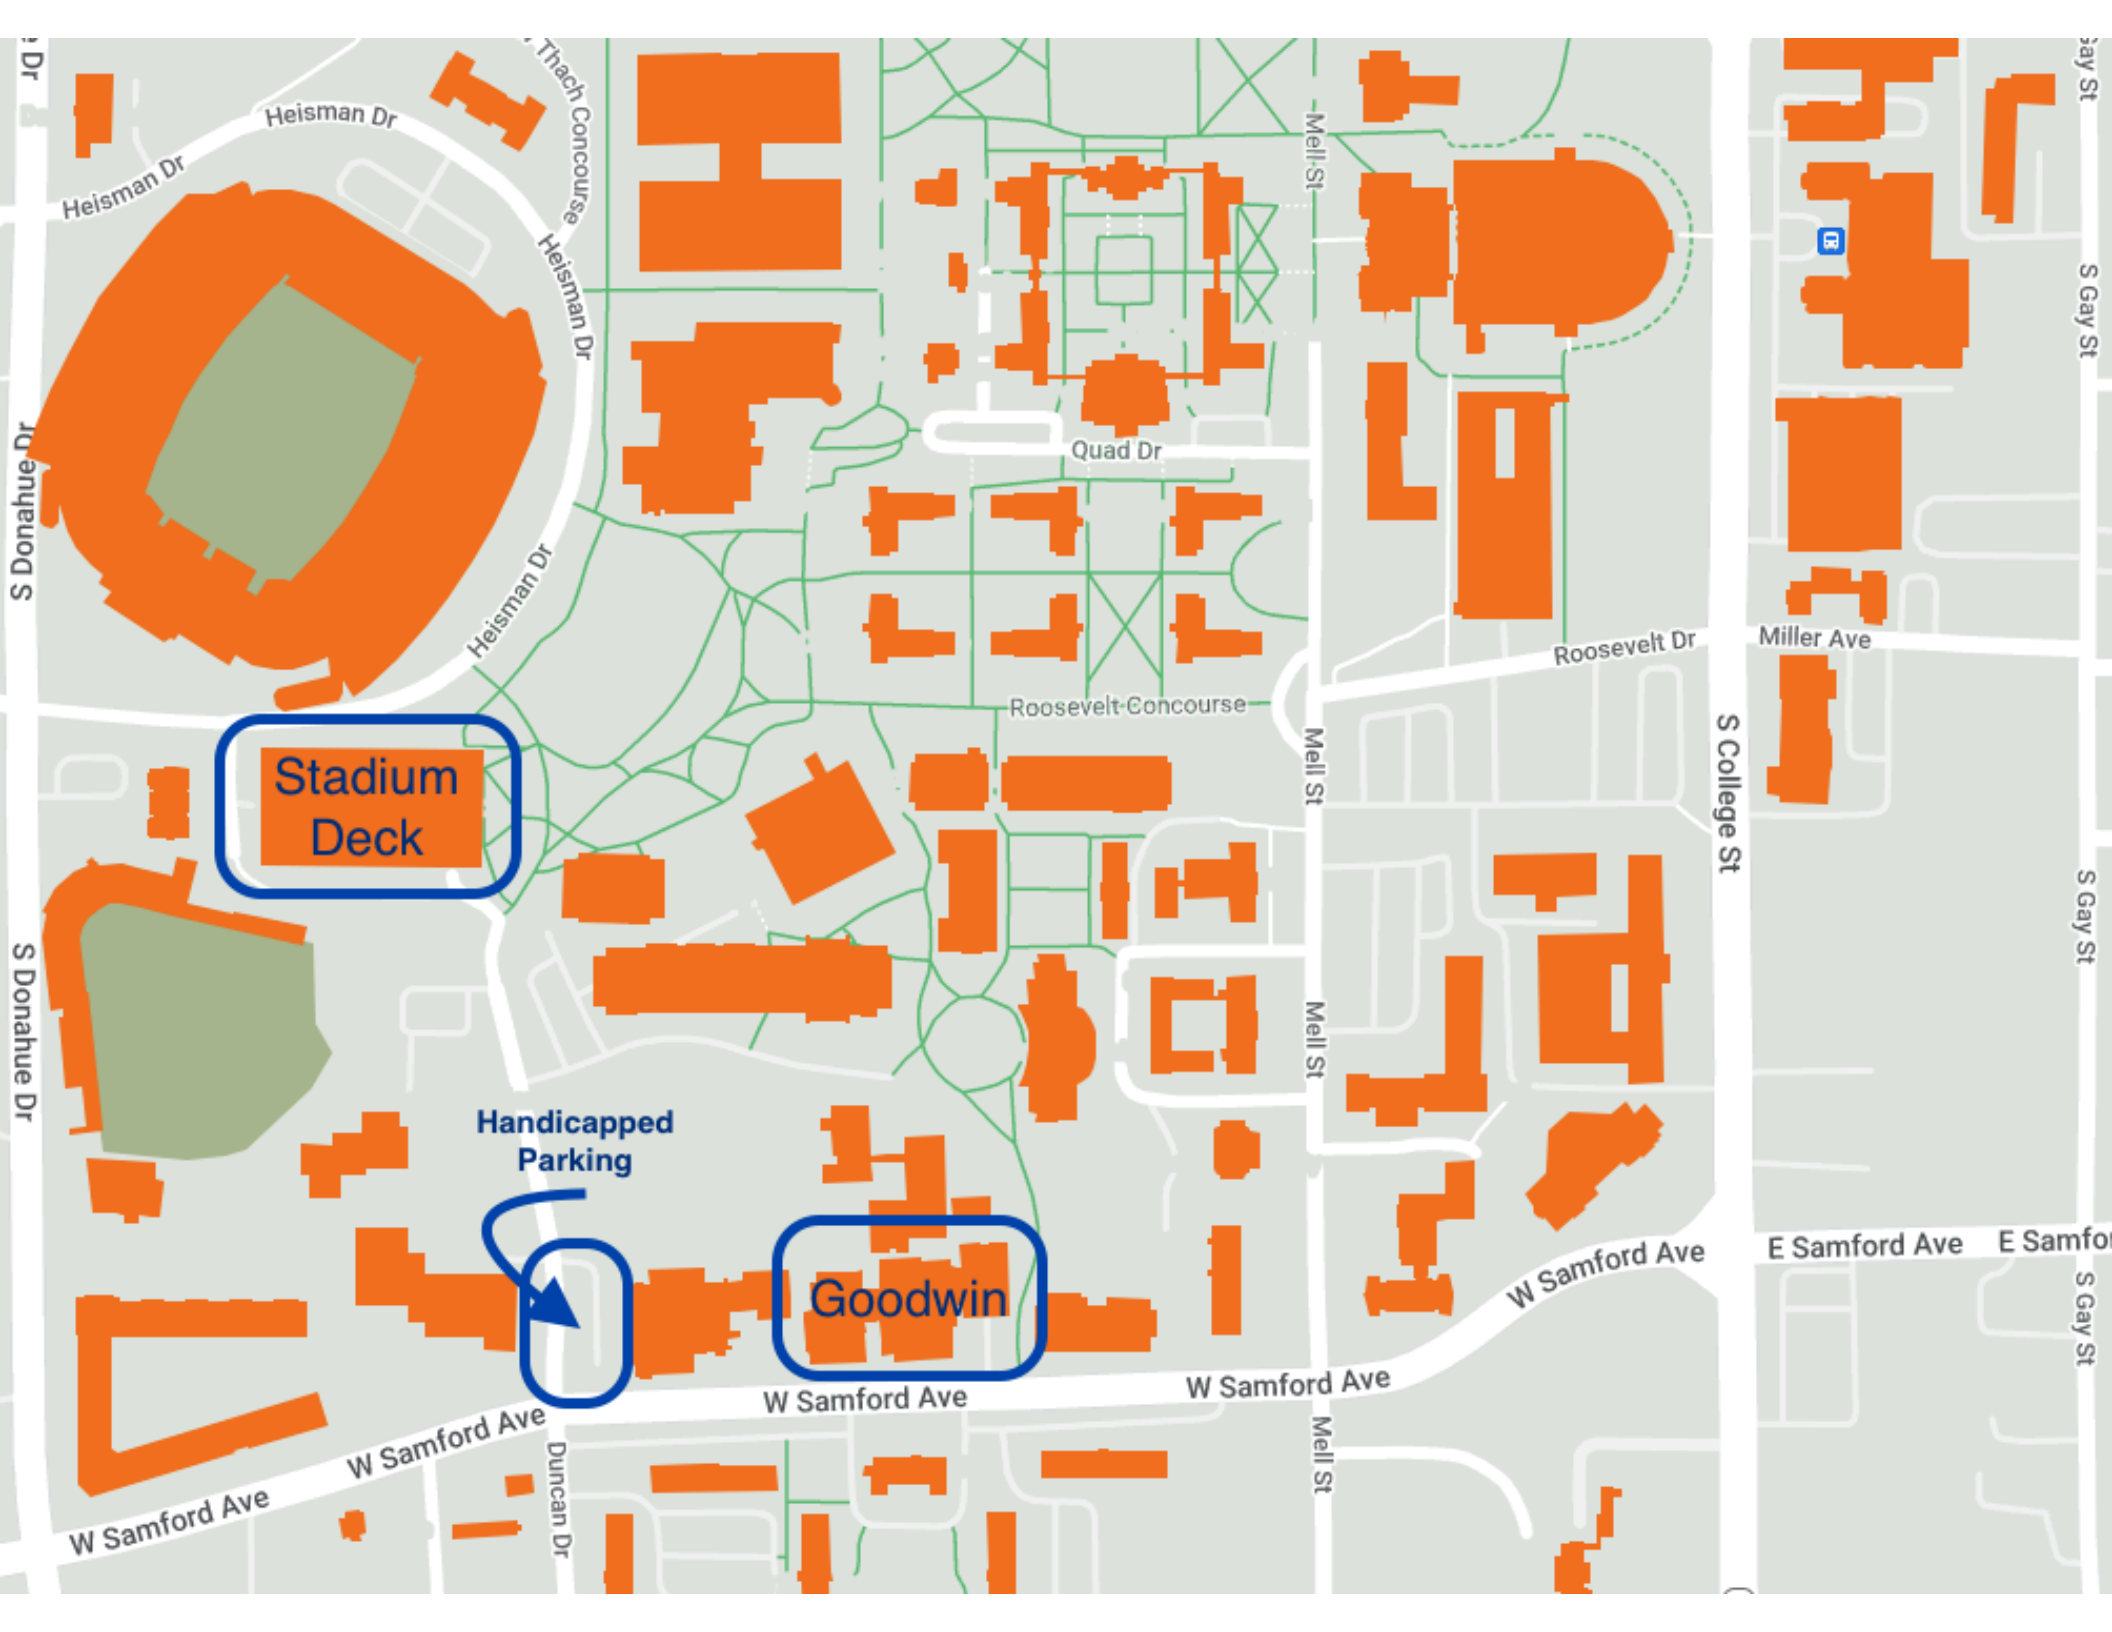 Dr
Thach Concourse
Heisman Dr
Heisman Dr
Heisman Dr
Heisman Dr
S Donahue Dr
Mell St
S Gay St
Quad Dr
Roosevelt Dr
Miller Ave
Roosevelt Concourse
Mell St
S College St
Stadium
Deck
S Gay St
S Donahue Dr
Mell St
Handicapped
Parking
Goodwin
W Samford Ave
E Samford Ave
E Samfo
S Gay St
W Samford Ave
W Samford Ave
W Samford Ave
W Samford Ave
Duncan Dr
Mell St